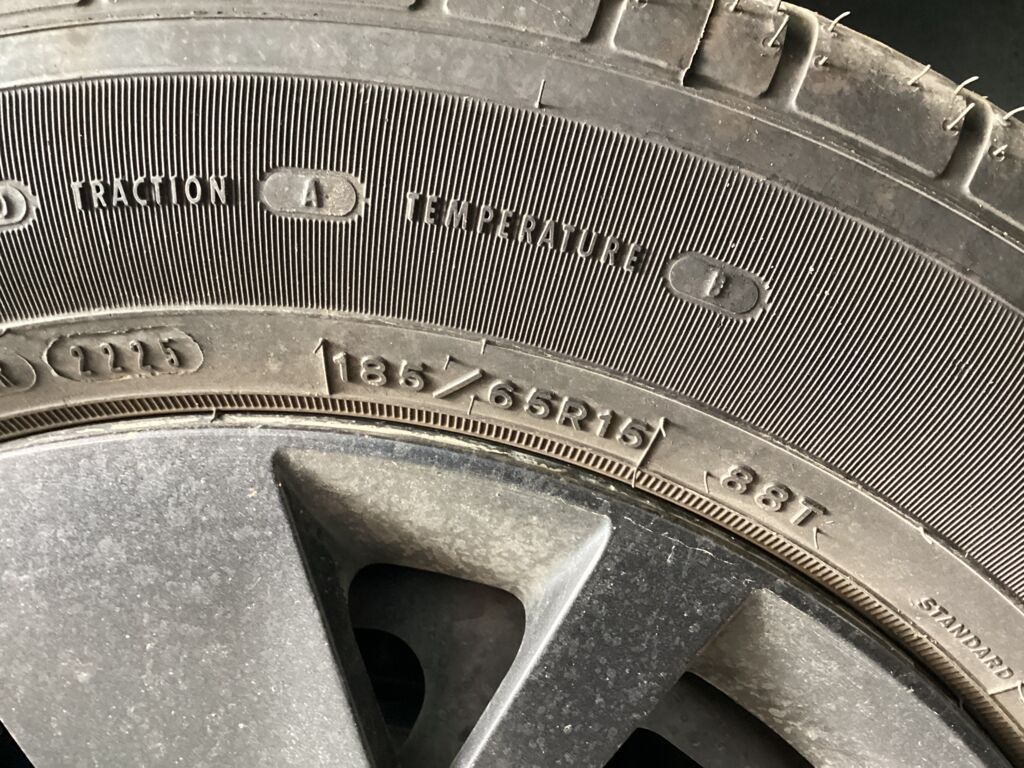 TRACTION A TEMPERATURE B
2225 185/65R15 88T
STANDARD